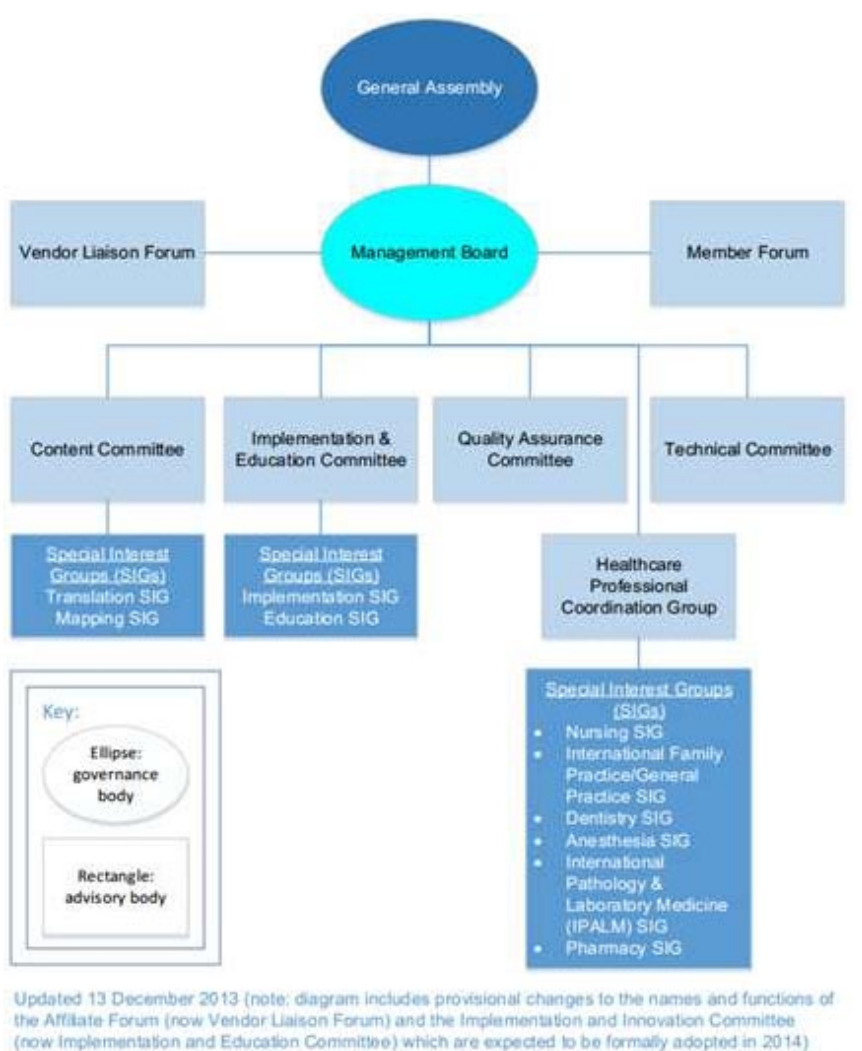 General Assembly
Vendor Liaison Forum
Management Board
Member Forum
Content Committee
Implementation &
Education Committee
Quality Assurance
Committee
Technical Committee
Special Interest
Groups (SIGs)
Translation SIG
Mapping SIG
Special Interest
Groups (SIGs)
Implementation SIG
Education SIG
Healthcare
Professional
Coordination Group
Key:
Ellipse:
governance
body
Rectangle:
advisory body
Special Interest Groups
(SIGs)
• Nursing SIG
• International Family
Practice/General
Practice SIG
• Dentistry SIG
• Anesthesia SIG
• International
Pathology &
Laboratory Medicine
(IPALM) SIG
• Pharmacy SIG
Updated 13 December 2013 (note: diagram includes provisional changes to the names and functions of
the Affiliate Forum (now Vendor Liaison Forum) and the Implementation and Innovation Committee
(now Implementation and Education Committee) which are expected to be formally adopted in 2014)